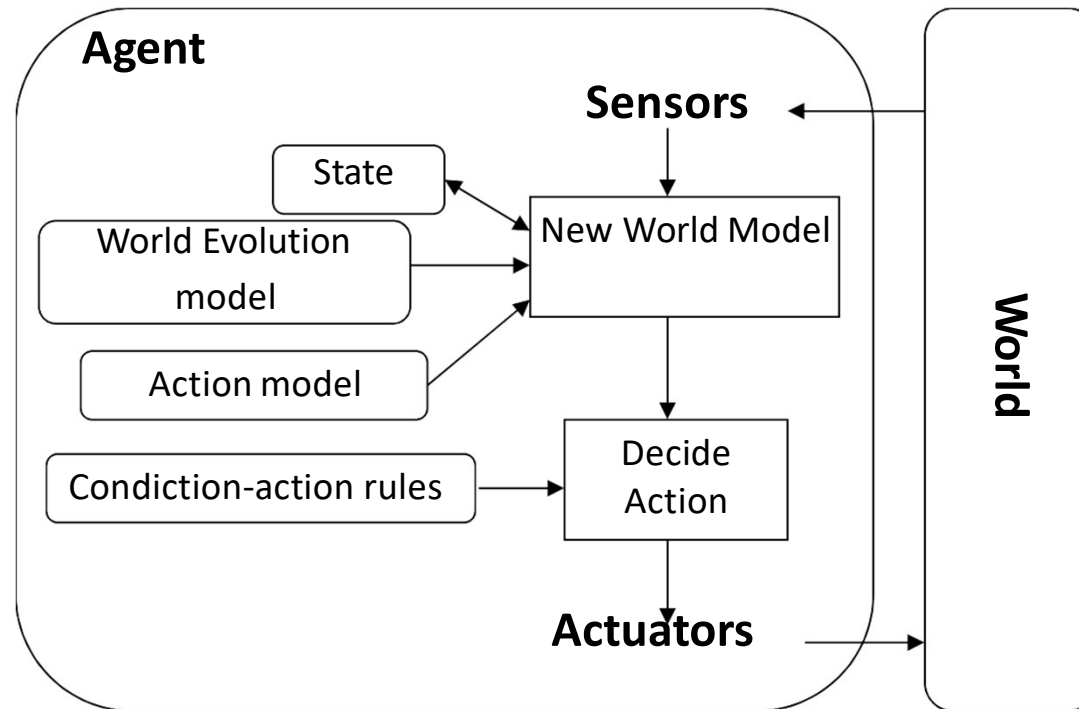 Agent
Sensors
State
New World Model
World Evolution
model
Action model
Decide
Action
Condiction-action rules
Actuators
World